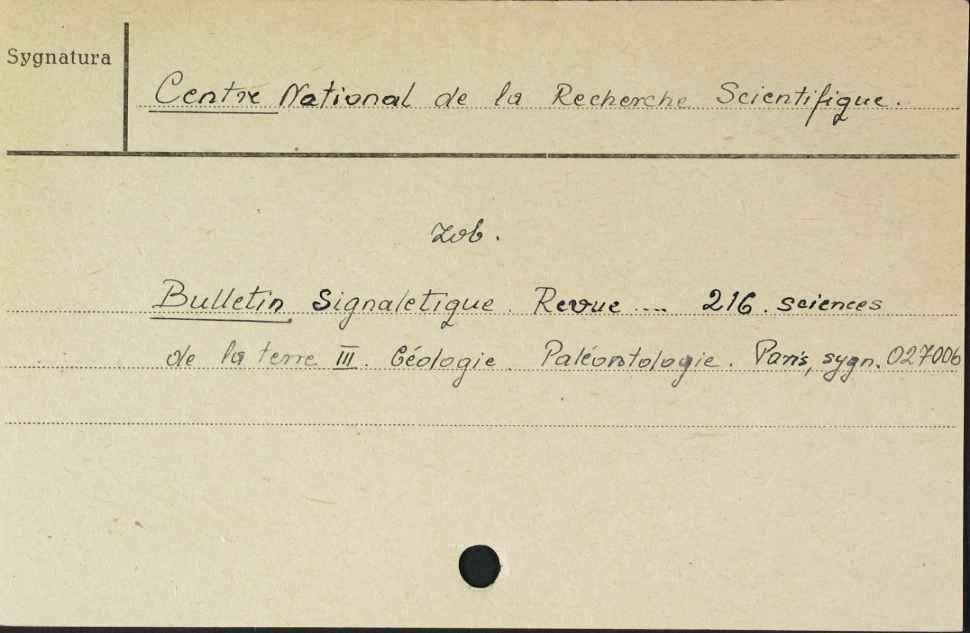 Sygnatura
Centre National de la Recherche Scientifique.
Zob.
Bulletin Signaletique. Revue .... 216. sciences
de la terre III. Géologie. Paléontologie. Paris, sygn. 027006